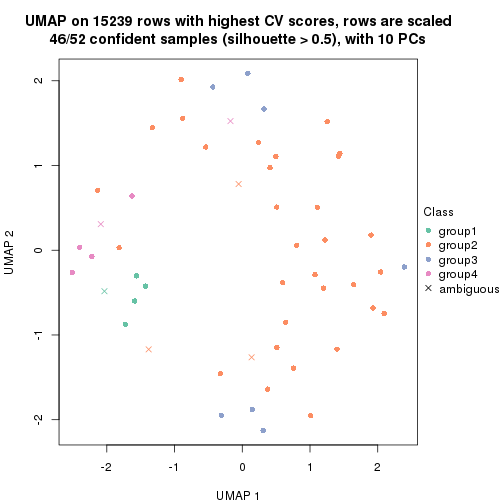 UMAP on 15239 rows with highest CV scores, rows are scaled
46/52 confident samples (silhouette > 0.5), with 10 PCs
2
1
0
-1
-2
UMAP 2
-2
-1
0
1
2
UMAP 1
Class
group1
group2
group3
group4
ambiguous